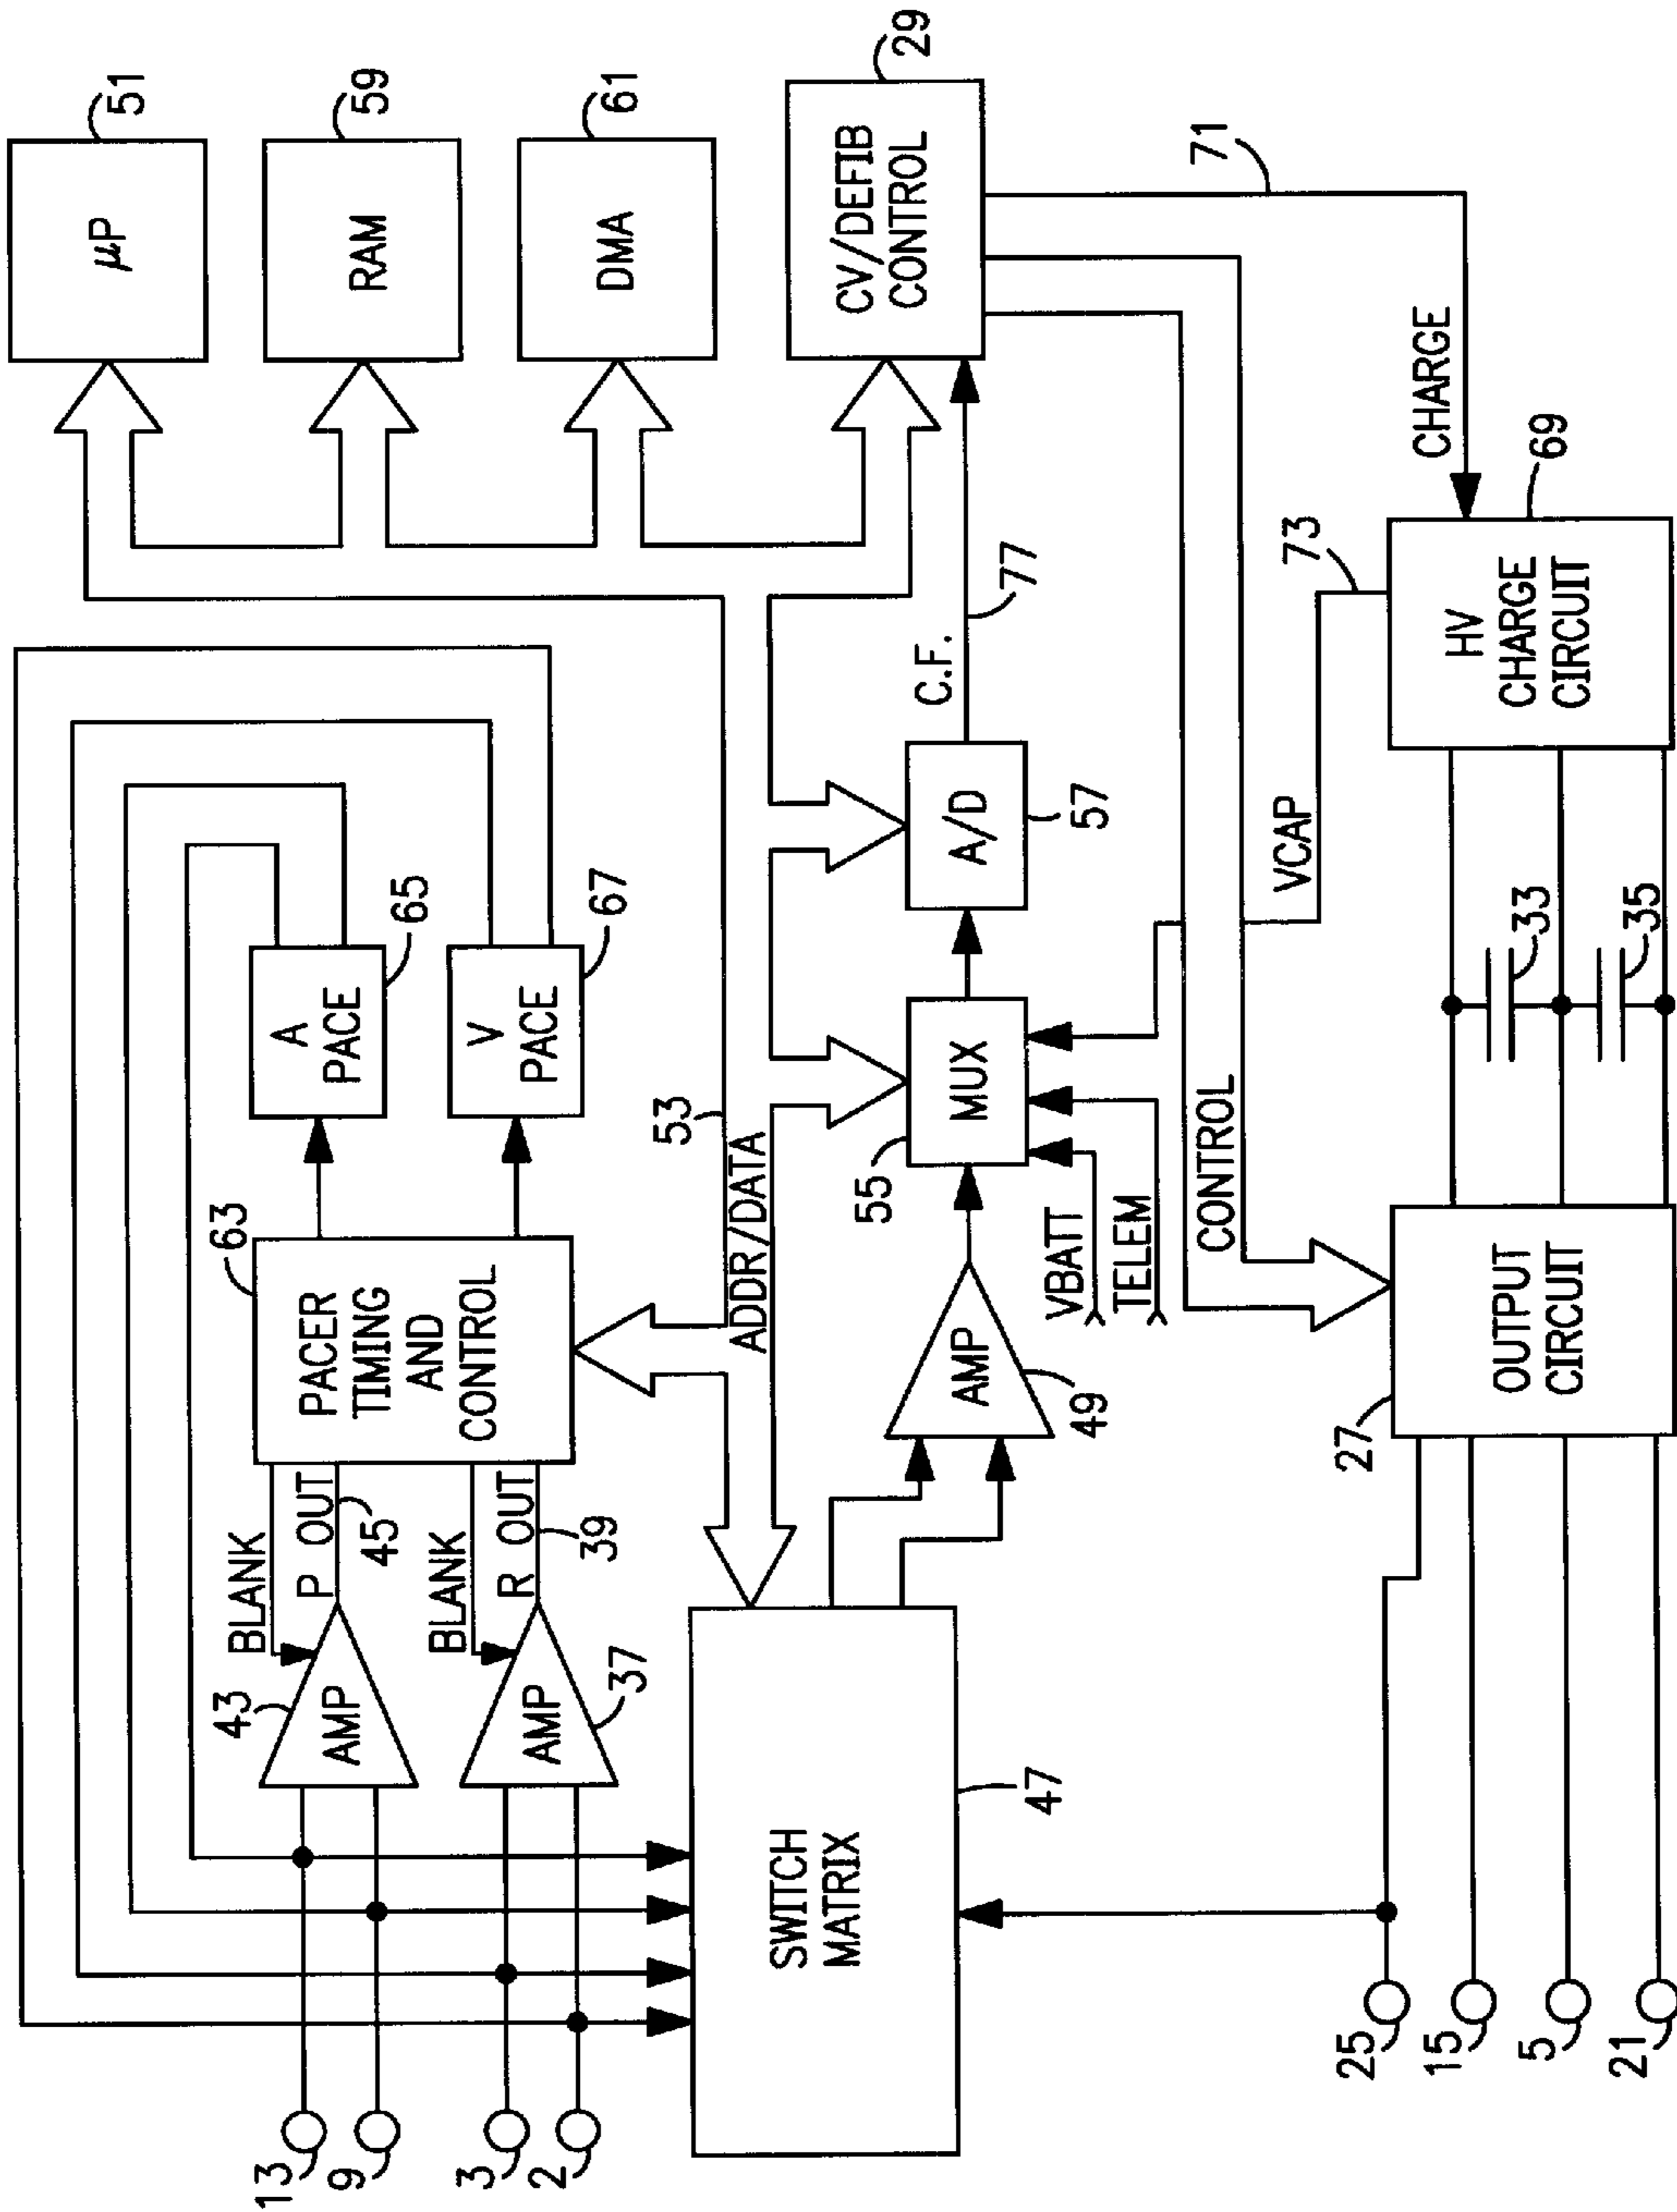 µP
51
RAM
59
DMA
61
CV/DEFIB
CONTROL
29
71
CHARGE
A
PACE
65
V
PACE
67
53
ADDR/DATA
63
PACER
TIMING
AND
CONTROL
BLANK
P OUT
45
BLANK
R OUT
39
43
AMP
AMP
37
13
9
3
2
SWITCH
MATRIX
47
AMP
49
55
MUX
VBATT
TELEM
A/D
57
C.F.
77
CONTROL
VCAP
73
HV
CHARGE
CIRCUIT
69
33
35
OUTPUT
CIRCUIT
27
25
15
5
21